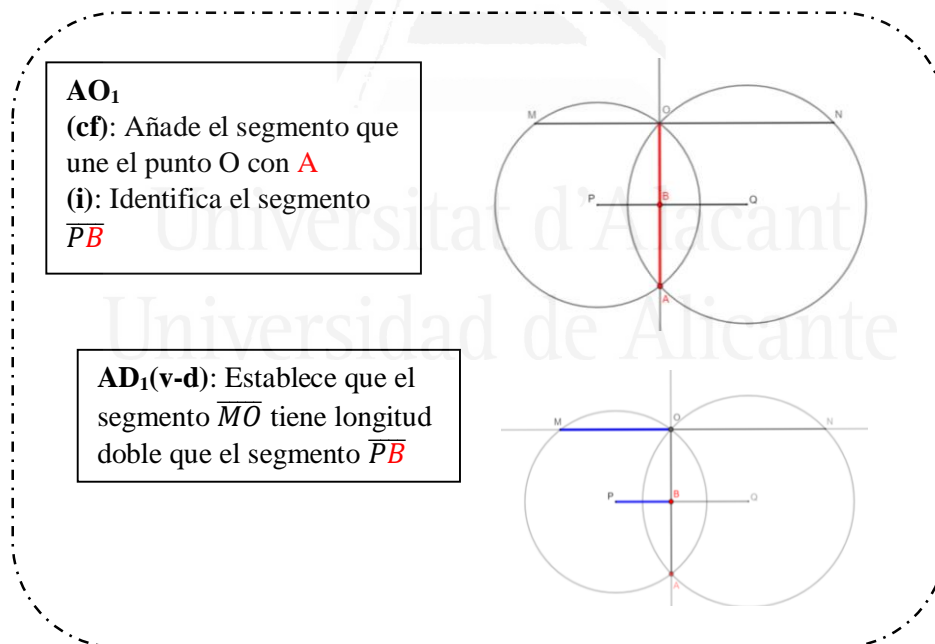 AO₁
(cf): Añade el segmento que
une el punto O con A
(i): Identifica el segmento
PB
M
O
N
P
B
Q
A
Universitat d'Alacant
Universidad de Alicante
AD₁(v-d): Establece que el
segmento MO tiene longitud
doble que el segmento PB
M
O
N
P
B
Q
A